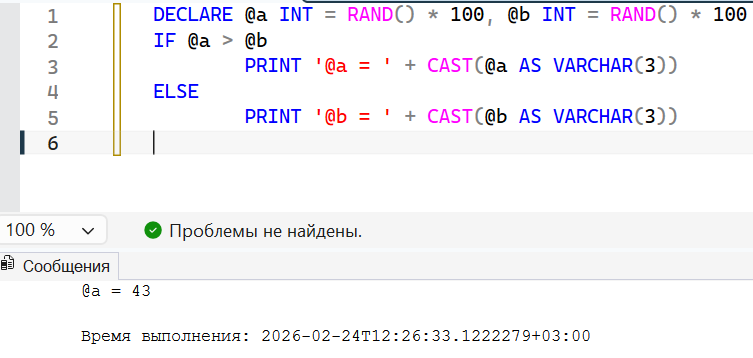 1 DECLARE @a INT = RAND() * 100, @b INT = RAND() * 100
2 IF @a > @b
3 PRINT '@a = ' + CAST(@a AS VARCHAR(3))
4 ELSE
5 PRINT '@b = ' + CAST(@b AS VARCHAR(3))
6
100 %
Проблемы не найдены.
Сообщения
@a = 43
Время выполнения: 2026-02-24T12:26:33.1222279+03:00